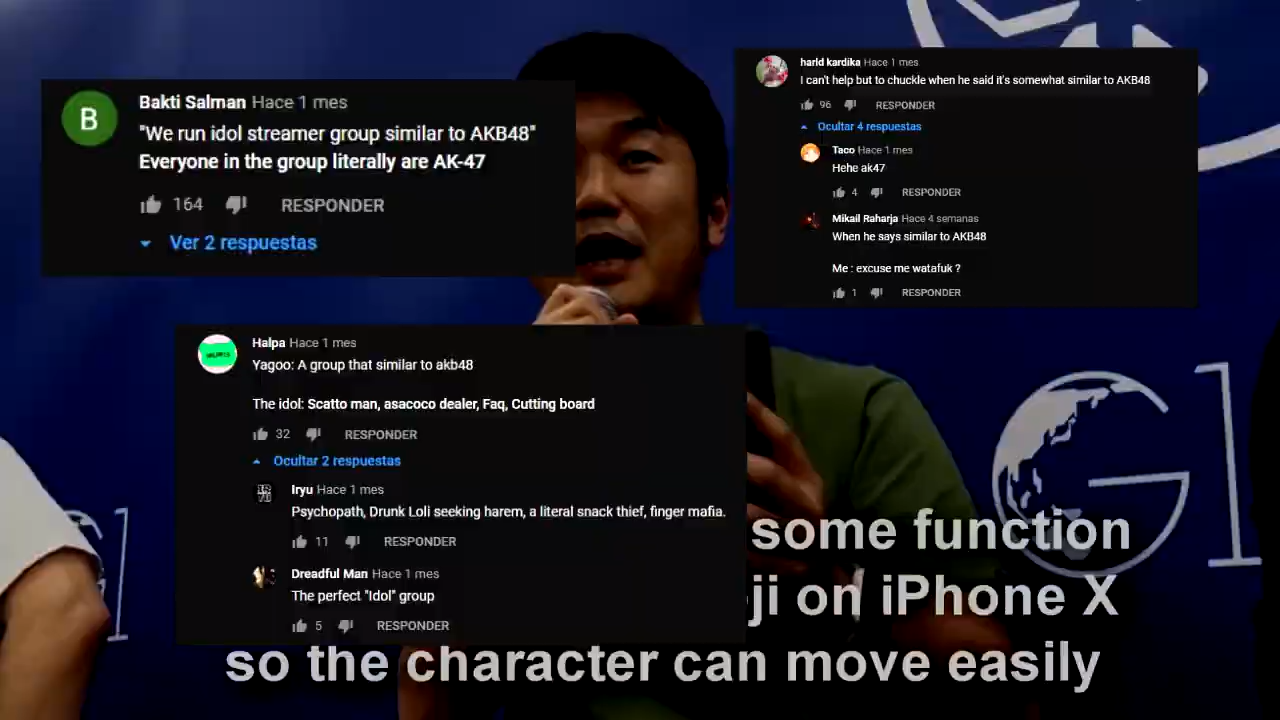 B
Bakti Salman Hace 1 mes
"We run idol streamer group similar to AKB48"
Everyone in the group literally are AK-47
164 RESPONDER
Ver 2 respuestas
harld kardika Hace 1 mes
I can't help but to chuckle when he said it's somewhat similar to AKB48
96 RESPONDER
Ocultar 4 respuestas
Taco Hace 1 mes
Hehe ak47
4 RESPONDER
Mikail Raharja Hace 4 semanas
When he says similar to AKB48
Me : excuse me watafuk ?
1 RESPONDER
Halpa Hace 1 mes
Yagoo: A group that similar to akb48
The idol: Scatto man, asacoco dealer, Faq, Cutting board
32 RESPONDER
Ocultar 2 respuestas
Iryu Hace 1 mes
Psychopath, Drunk Loli seeking harem, a literal snack thief, finger mafia.
11 RESPONDER
Dreadful Man Hace 1 mes
The perfect "Idol" group
5 RESPONDER
Gl
Gl
some function
ji on iPhone X
so the character can move easily